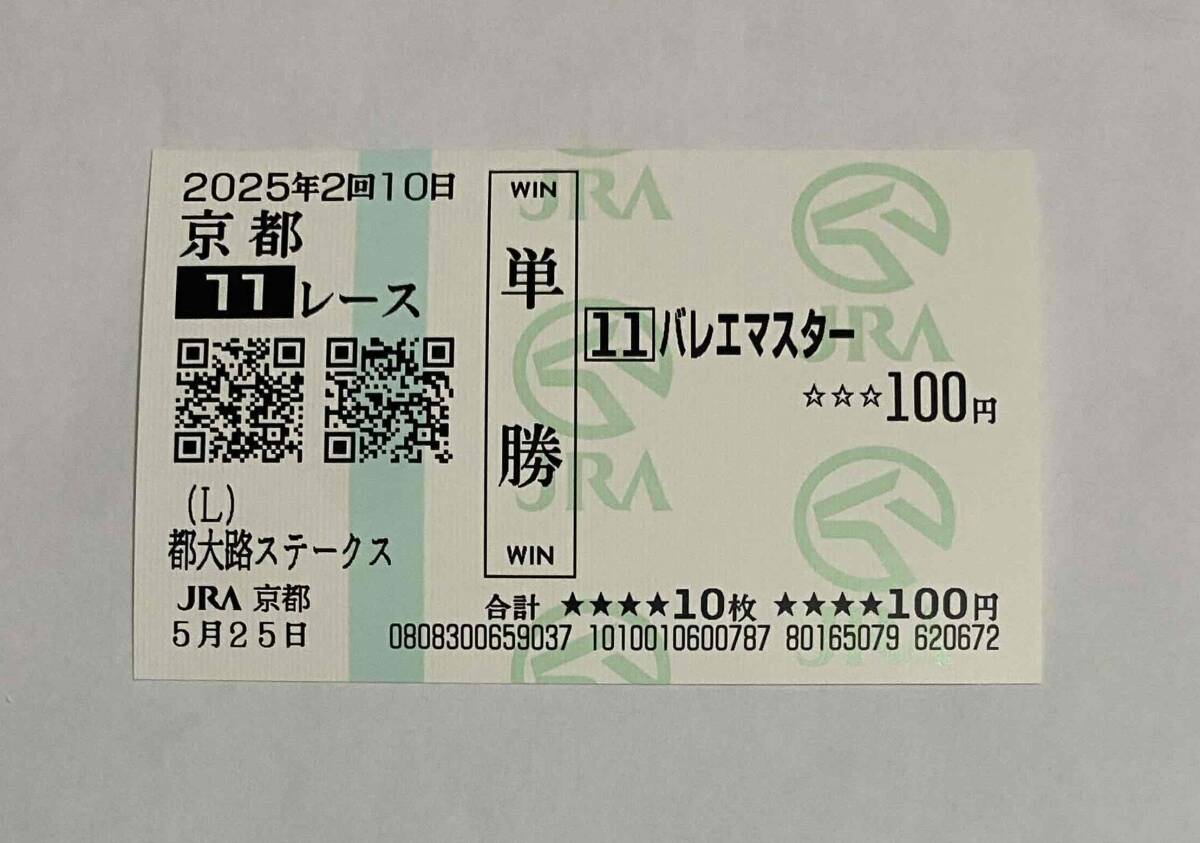 2025年2回10日
京都
11レース
(L)
都大路ステークス
JRA 京都
5月25日
WIN
単勝
WIN
11 バレエマスター
☆☆☆100円
合計 ★★★★10枚 ★★★★100円
0808300659037 1010010600787 80165079 620672
JRA
JRA
JRA
JRA